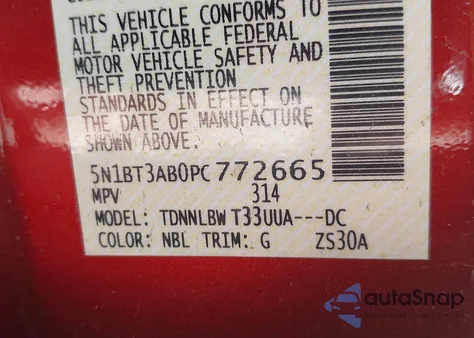 THIS VEHICLE CONFORMS TO
ALL APPLICABLE FEDERAL
MOTOR VEHICLE SAFETY AND
THEFT PREVENTION
STANDARDS IN EFFECT ON
THE DATE OF MANUFACTURE
SHOWN ABOVE.
5N1BT3AB0PC772665
MPV 314
MODEL: TDNNLBW T33UUA---DC
COLOR: NBL TRIM: G ZS30A
autaSnap